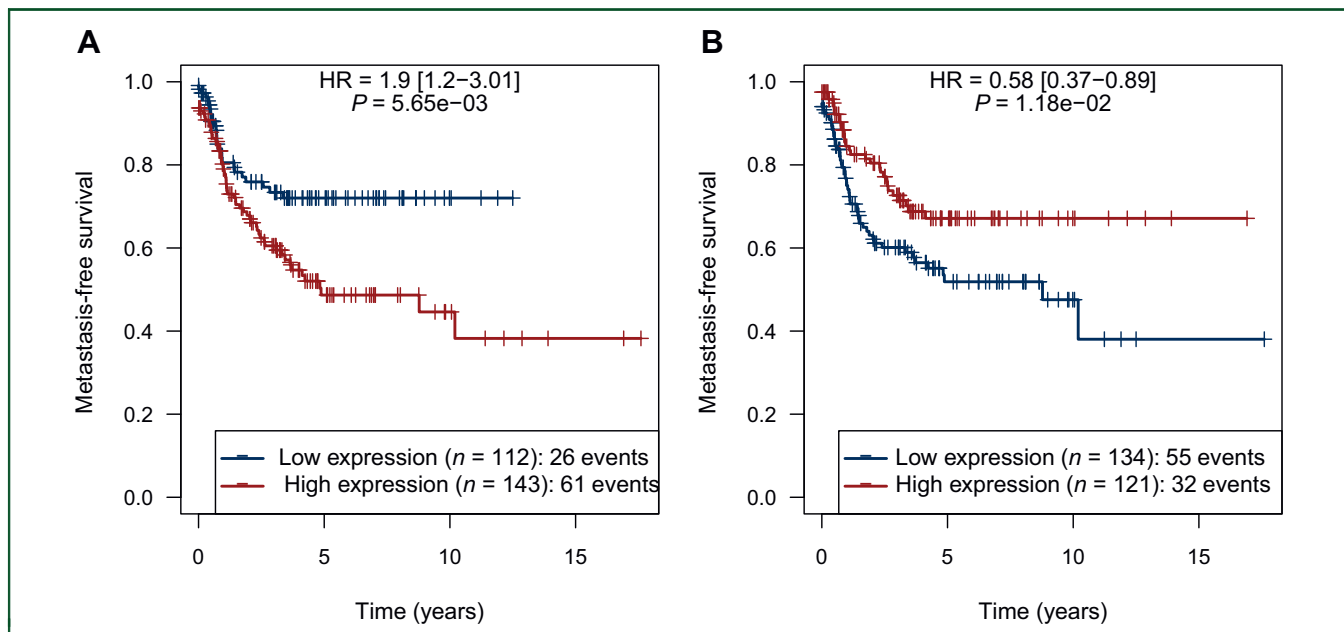 A
HR = 1.9 [1.2–3.01]
P = 5.65e−03
Metastasis-free survival
1.0
0.8
0.6
0.4
0.2
0.0
Low expression (n = 112): 26 events
High expression (n = 143): 61 events
0 5 10 15
Time (years)
B
HR = 0.58 [0.37–0.89]
P = 1.18e−02
Metastasis-free survival
1.0
0.8
0.6
0.4
0.2
0.0
Low expression (n = 134): 55 events
High expression (n = 121): 32 events
0 5 10 15
Time (years)